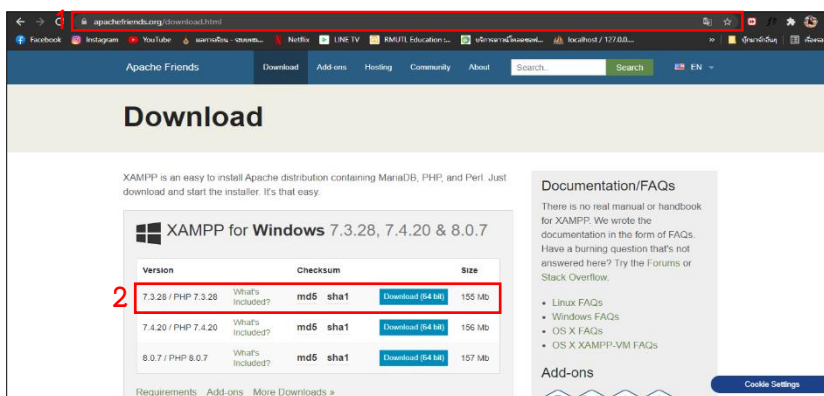 1
apachefriends.org/download.html
Facebook Instagram YouTube Netflix LINE TV RMUTL Education :... localhost / 127.0.0... »
Apache Friends Download Add-ons Hosting Community About Search... Search EN
Download
XAMPP is an easy to install Apache distribution containing MariaDB, PHP, and Perl. Just
download and start the installer. It's that easy.
XAMPP for Windows 7.3.28, 7.4.20 & 8.0.7
Version Checksum Size
2
7.3.28 / PHP 7.3.28 What's Included? md5 sha1 Download (64 bit) 155 Mb
7.4.20 / PHP 7.4.20 What's Included? md5 sha1 Download (64 bit) 156 Mb
8.0.7 / PHP 8.0.7 What's Included? md5 sha1 Download (64 bit) 157 Mb
Requirements Add-ons More Downloads »
Documentation/FAQs
There is no real manual or handbook
for XAMPP. We wrote the
documentation in the form of FAQs.
Have a burning question that's not
answered here? Try the Forums or
Stack Overflow.
• Linux FAQs
• Windows FAQs
• OS X FAQs
• OS X XAMPP-VM FAQs
Add-ons
Cookie Settings